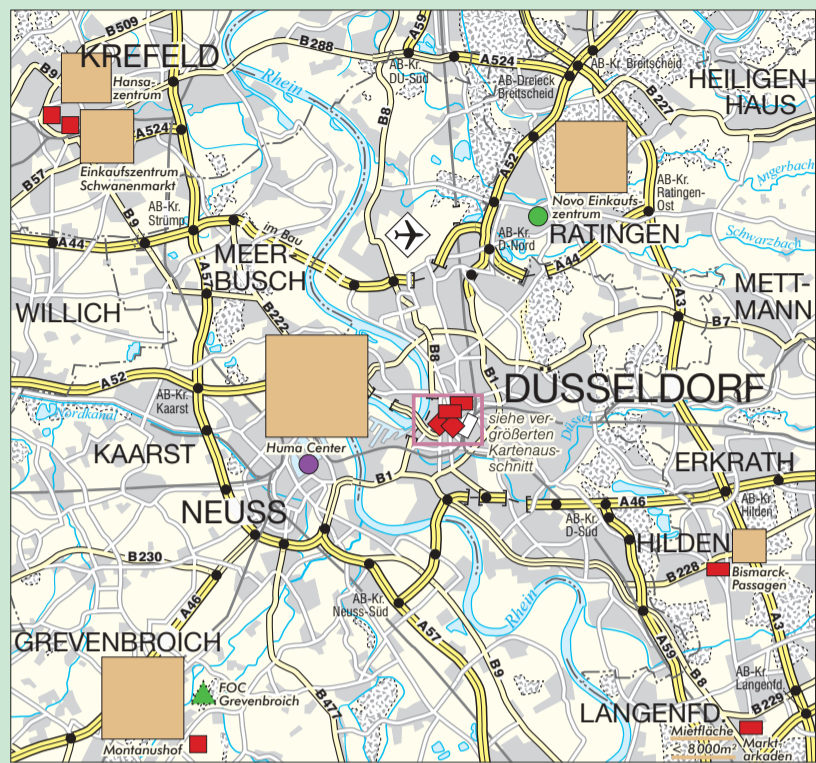 B509
KREFELD
B9
Hansa-
zentrum
A524
Einkaufszentrum
Schwanenmarkt
B57
B9
AB-Kr.
Strümp
A44
A57
B288
Rhein
A59
AB-Kr.
DU-Süd
B8
A524
AB-Dreieck
Breitscheid
AB-Kr. Breitscheid
HEILIGEN-
HAUS
B227
A52
Novo Einkaufs-
zentrum
AB-Kr.
Ratingen-
Ost
Angerbach
Schwarzbach
AB-Kr.
D-Nord
RATINGEN
A44
im Bau
MEER-
BUSCH
METT-
MANN
WILLICH
B222
A3
B7
B8
B1
A52
AB-Kr.
Kaarst
Nordkanal
DÜSSELDORF
Düssel
siehe ver-
größerten
Kartenaus-
schnitt
Huma Center
KAARST
ERKRATH
B1
NEUSS
A46
AB-Kr.
Hilden
AB-Kr.
D-Süd
HILDEN
B230
B228
Bismarck-
Passagen
A46
AB-Kr.
Neuss-Süd
Rhein
A57
B9
A59
B8
A3
GREVENBROICH
FOC
Grevenbroich
B477
AB-Kr.
Langenfd.
B229
LANGENFD.
Mietfläche
< 8000m²
Markt-
arkaden
Montanushof